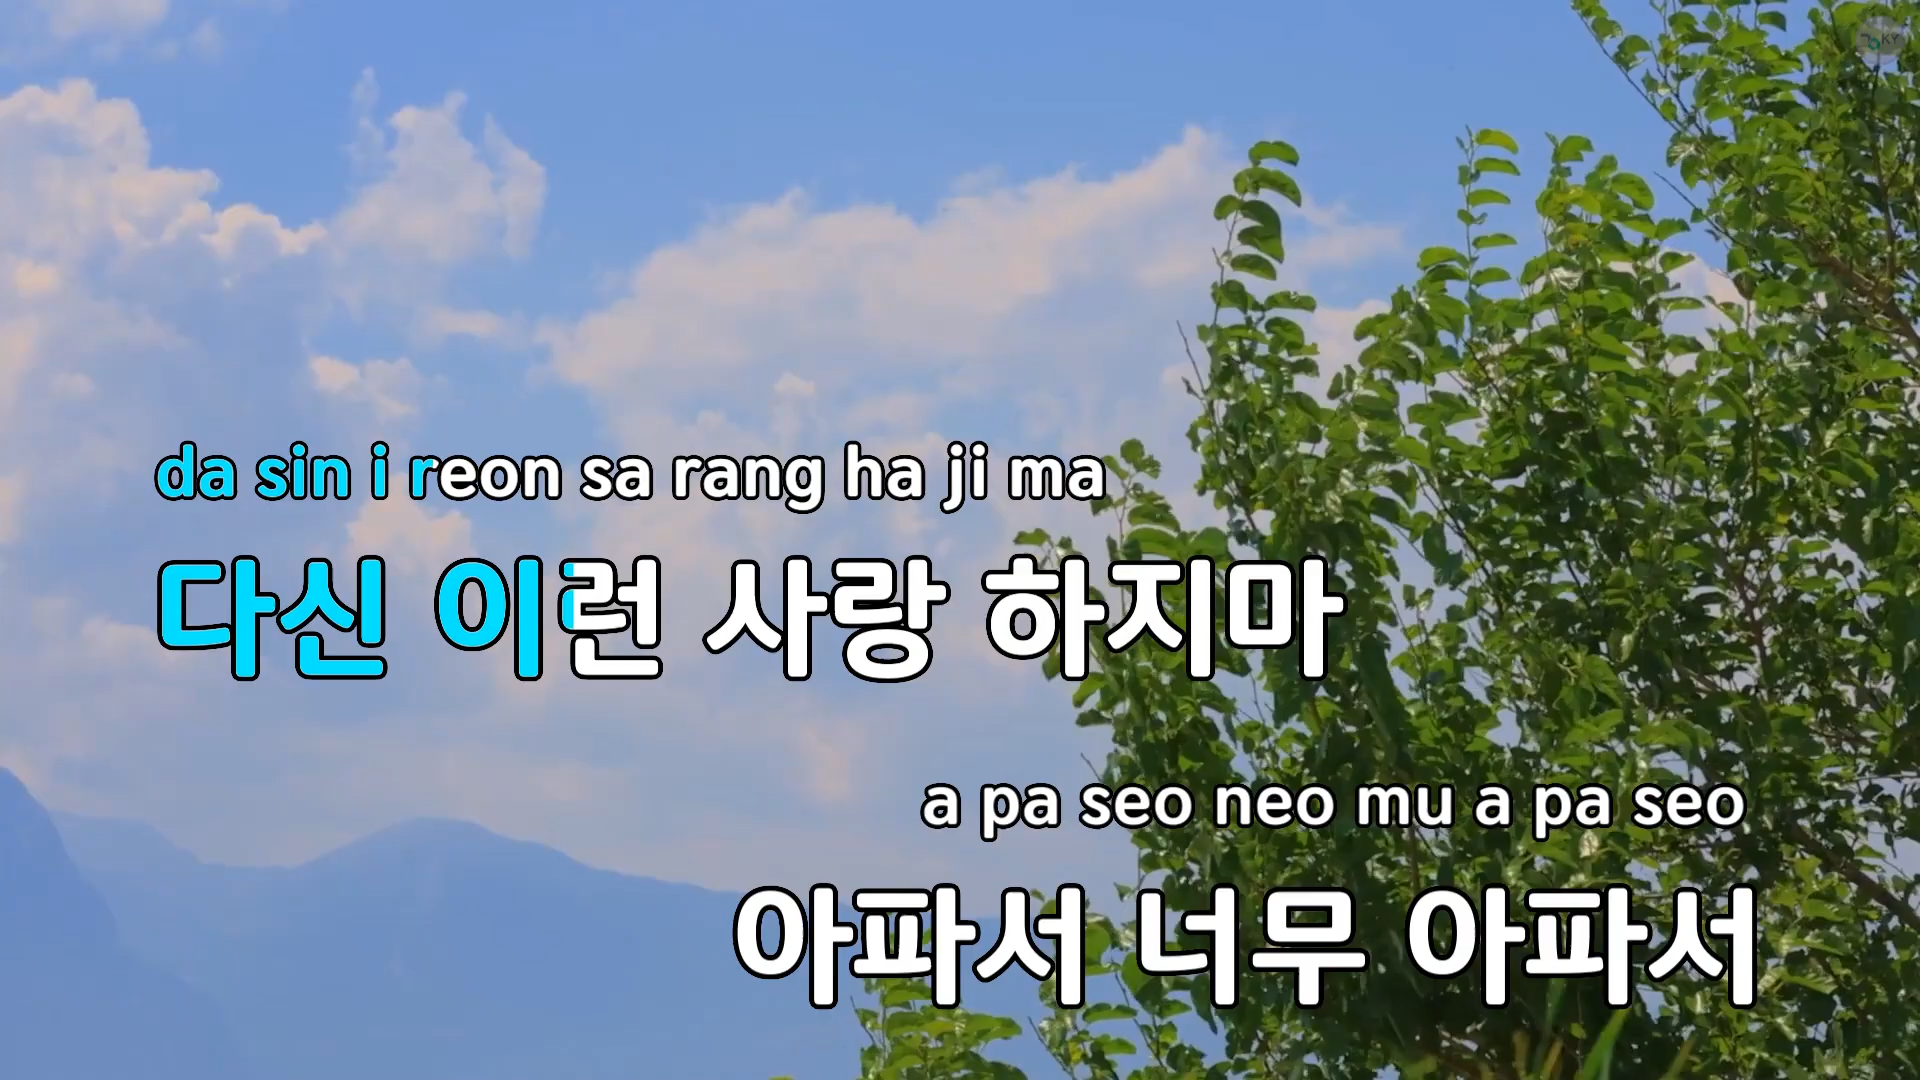 KY
da sin i reon sa rang ha ji ma
다신 이런 사랑 하지마
a pa seo neo mu a pa seo
아파서 너무 아파서